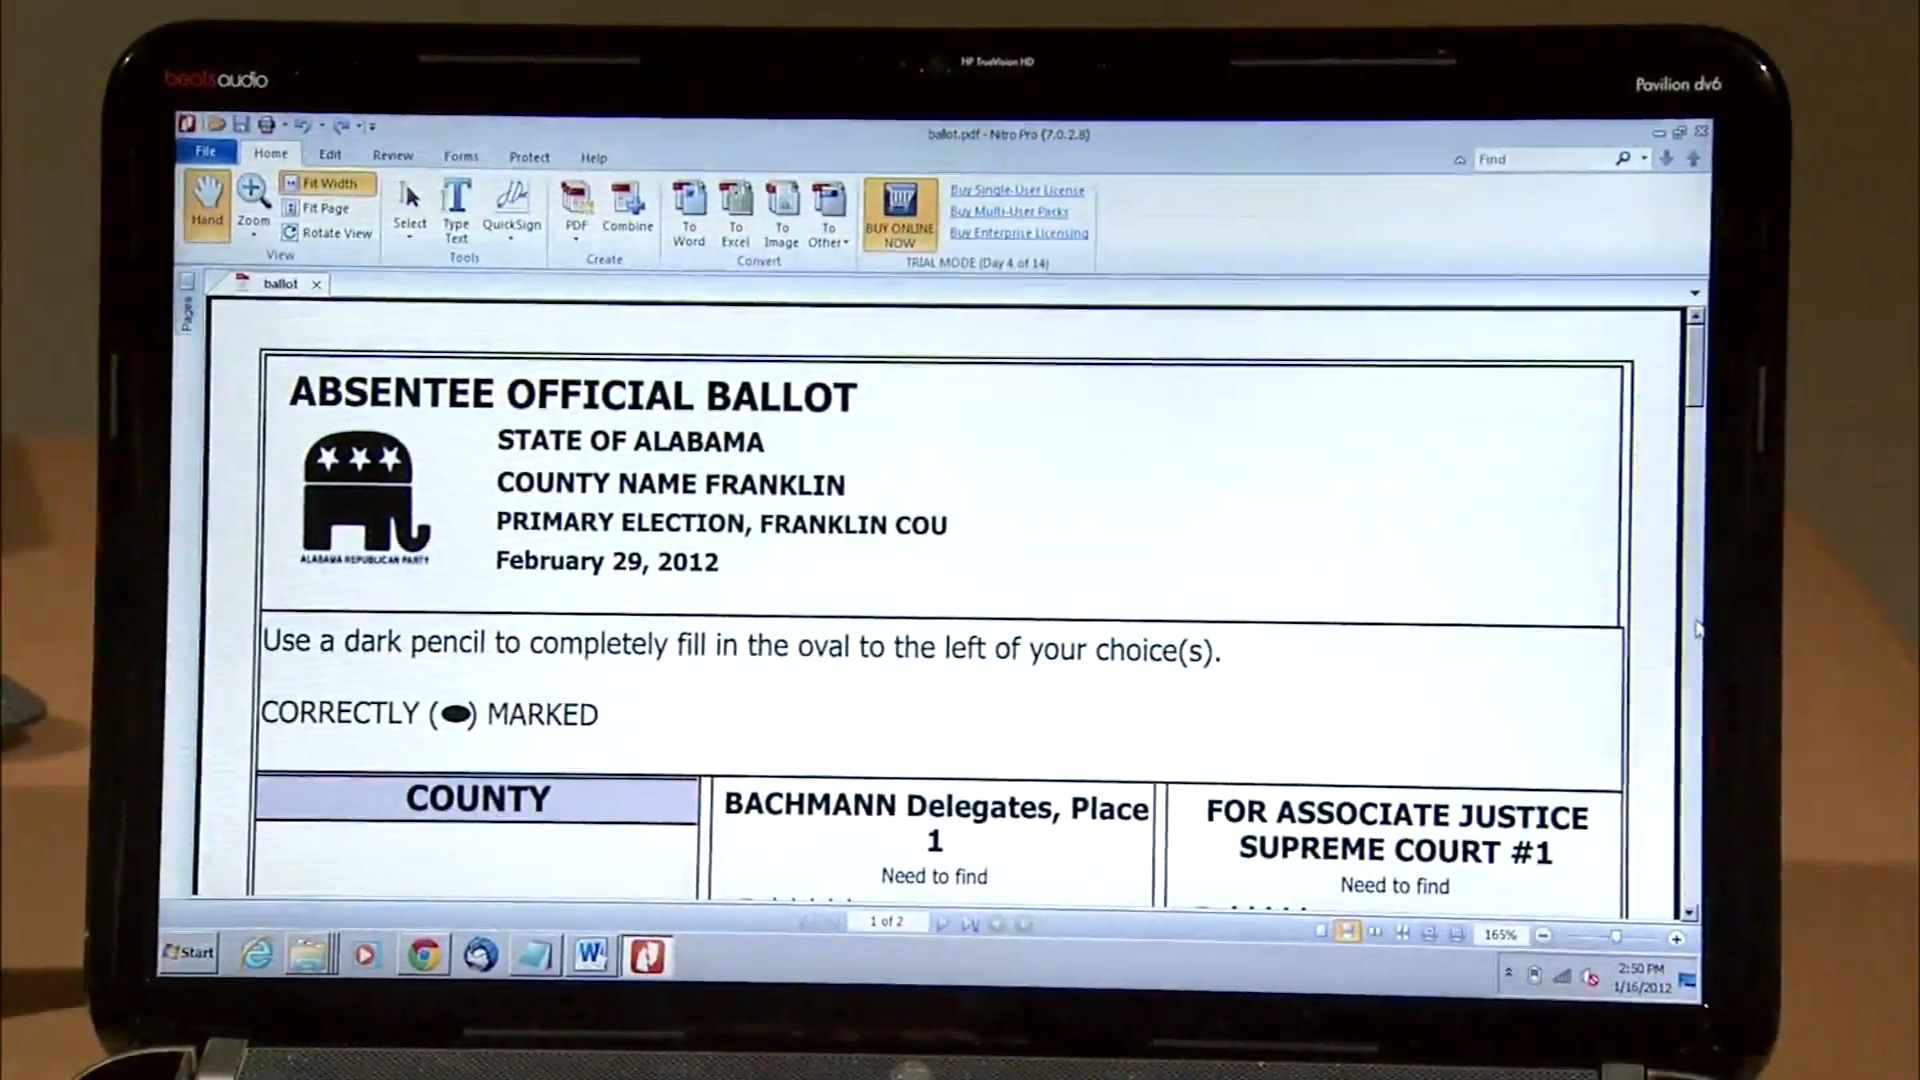 beatsaudio
HP TrueVision HD
Pavilion dv6
ballot.pdf - Nitro Pro (7.0.2.8)
File Home Edit Review Forms Protect Help
Find
Hand
Zoom
Fit Width
Fit Page
Rotate View
View
Select
Type
Text
QuickSign
Tools
PDF
Combine
Create
To
Word
To
Excel
To
Image
To
Other
Convert
BUY ONLINE
NOW
Buy Single-User License
Buy Multi-User Packs
Buy Enterprise Licensing
TRIAL MODE (Day 4 of 14)
Pages
ballot
ABSENTEE OFFICIAL BALLOT
STATE OF ALABAMA
COUNTY NAME FRANKLIN
PRIMARY ELECTION, FRANKLIN COU
February 29, 2012
ALABAMA REPUBLICAN PARTY
Use a dark pencil to completely fill in the oval to the left of your choice(s).
CORRECTLY ( ) MARKED
COUNTY
BACHMANN Delegates, Place
1
Need to find
FOR ASSOCIATE JUSTICE
SUPREME COURT #1
Need to find
1 of 2
165%
Start
2:50 PM
1/16/2012